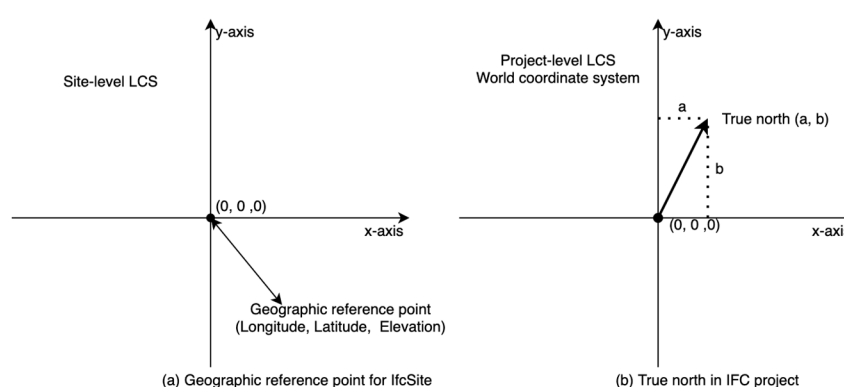 y-axis
Site-level LCS
(0, 0 ,0)
x-axis
Geographic reference point
(Longitude, Latitude, Elevation)
(a) Geographic reference point for IfcSite
y-axis
Project-level LCS
World coordinate system
a
True north (a, b)
b
(0, 0 ,0)
x-axi
(b) True north in IFC project